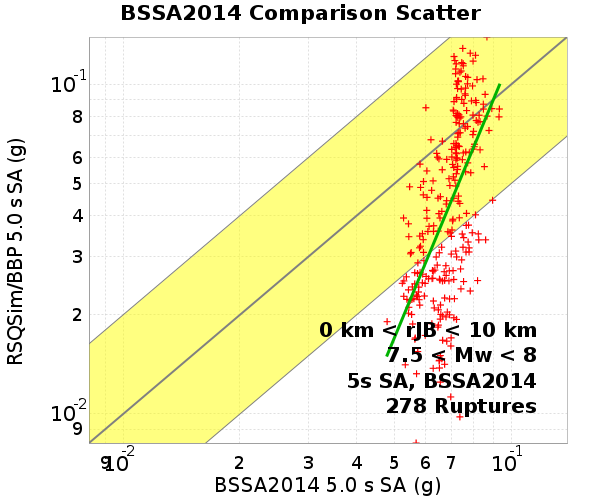 BSSA2014 Comparison Scatter
RSQSim/BBP 5.0 s SA (g)
10-1
8
6
5
4
3
2
10-2
9
0 km < rJB < 10 km
7.5 < Mw < 8
5s SA, BSSA2014
278 Ruptures
9 10-2 2 3 4 5 6 7 10-1
BSSA2014 5.0 s SA (g)